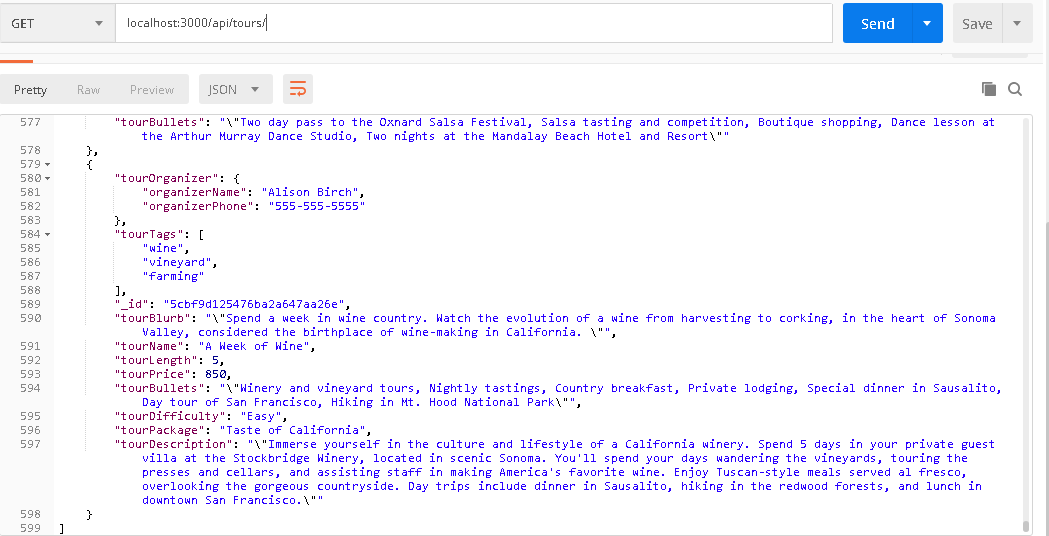 GET localhost:3000/api/tours/ Send Save
Pretty Raw Preview JSON
577 "tourBullets": "\"Two day pass to the Oxnard Salsa Festival, Salsa tasting and competition, Boutique shopping, Dance lesson at
the Arthur Murray Dance Studio, Two nights at the Mandalay Beach Hotel and Resort\""
578 },
579 {
580 "tourOrganizer": {
581 "organizerName": "Alison Birch",
582 "organizerPhone": "555-555-5555"
583 },
584 "tourTags": [
585 "wine",
586 "vineyard",
587 "farming"
588 ],
589 "_id": "5cbf9d125476ba2a647aa26e",
590 "tourBlurb": "\"Spend a week in wine country. Watch the evolution of a wine from harvesting to corking, in the heart of Sonoma
Valley, considered the birthplace of wine-making in California. \"",
591 "tourName": "A Week of Wine",
592 "tourLength": 5,
593 "tourPrice": 850,
594 "tourBullets": "\"Winery and vineyard tours, Nightly tastings, Country breakfast, Private lodging, Special dinner in Sausalito,
Day tour of San Francisco, Hiking in Mt. Hood National Park\"",
595 "tourDifficulty": "Easy",
596 "tourPackage": "Taste of California",
597 "tourDescription": "\"Immerse yourself in the culture and lifestyle of a California winery. Spend 5 days in your private guest
villa at the Stockbridge Winery, located in scenic Sonoma. You'll spend your days wandering the vineyards, touring the
presses and cellars, and assisting staff in making America's favorite wine. Enjoy Tuscan-style meals served al fresco,
overlooking the gorgeous countryside. Day trips include dinner in Sausalito, hiking in the redwood forests, and lunch in
downtown San Francisco.\""
598 }
599 ]